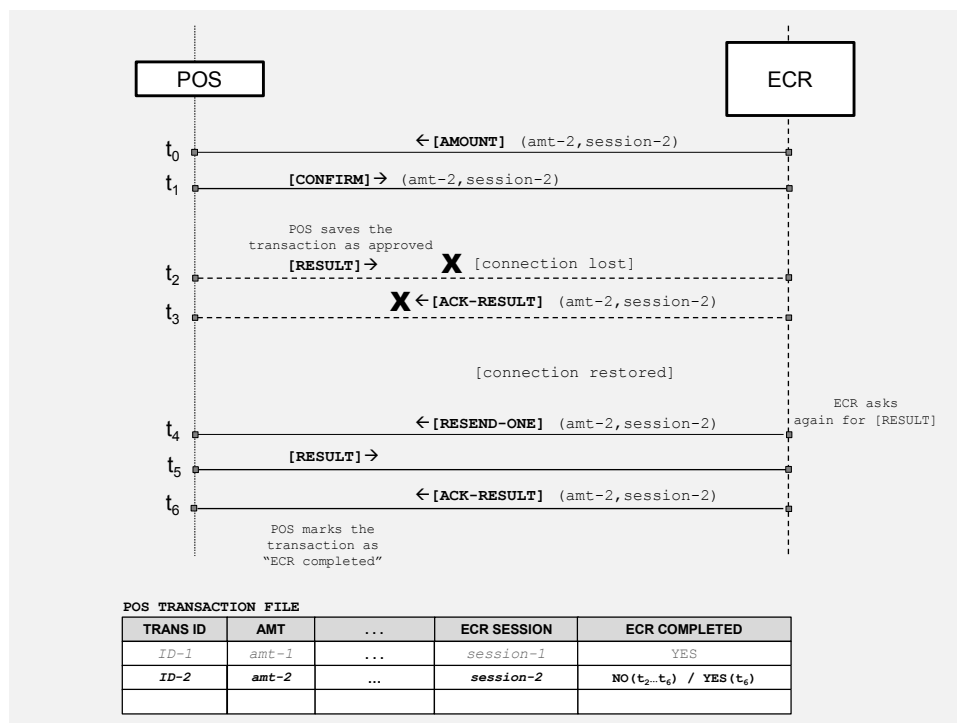 POS
ECR
t0 ←[AMOUNT] (amt-2,session-2)
t1 [CONFIRM]→ (amt-2,session-2)
POS saves the
transaction as approved
t2 [RESULT]→ X [connection lost]
t3 X ←[ACK-RESULT] (amt-2,session-2)
[connection restored]
ECR asks
again for [RESULT]
t4 ←[RESEND-ONE] (amt-2,session-2)
t5 [RESULT]→
t6 ←[ACK-RESULT] (amt-2,session-2)
POS marks the
transaction as
“ECR completed”
POS TRANSACTION FILE
TRANS ID AMT ... ECR SESSION ECR COMPLETED
ID-1 amt-1 ... session-1 YES
ID-2 amt-2 ... session-2 NO(t2…t6) / YES(t6)